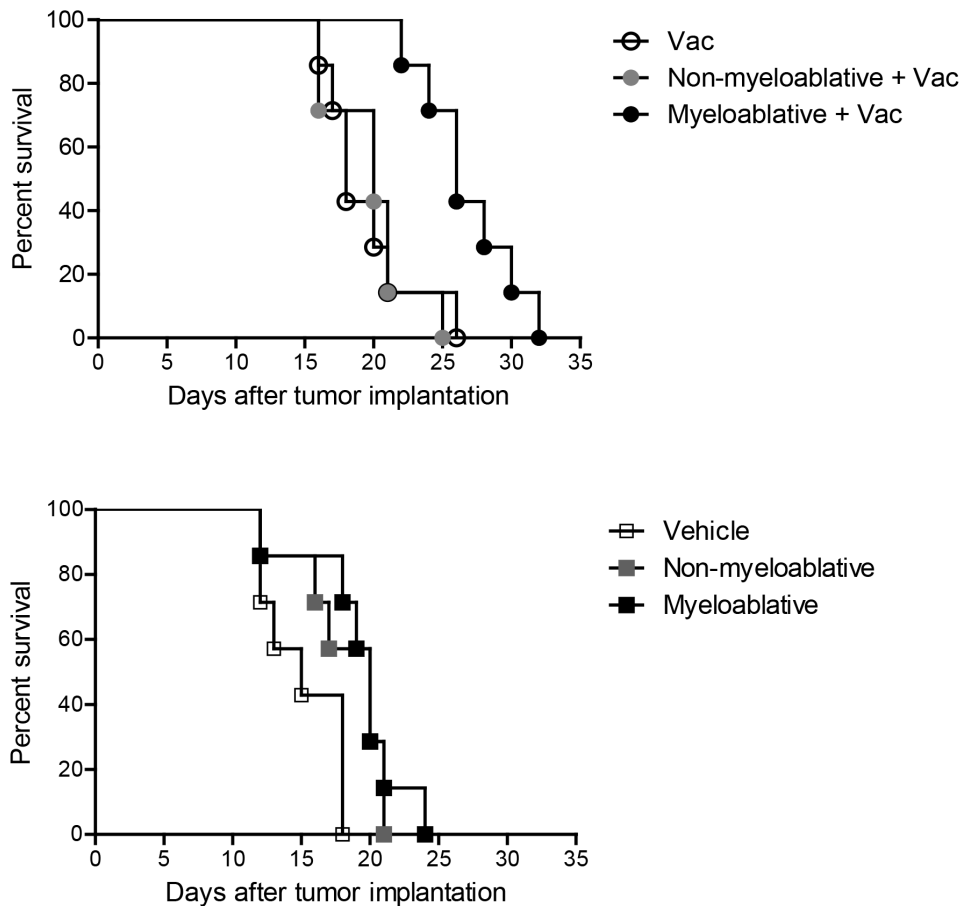 100
80
60
40
20
0
Percent survival
0 5 10 15 20 25 30 35
Days after tumor implantation
Vac
Non-myeloablative + Vac
Myeloablative + Vac
100
80
60
40
20
0
Percent survival
0 5 10 15 20 25 30 35
Days after tumor implantation
Vehicle
Non-myeloablative
Myeloablative